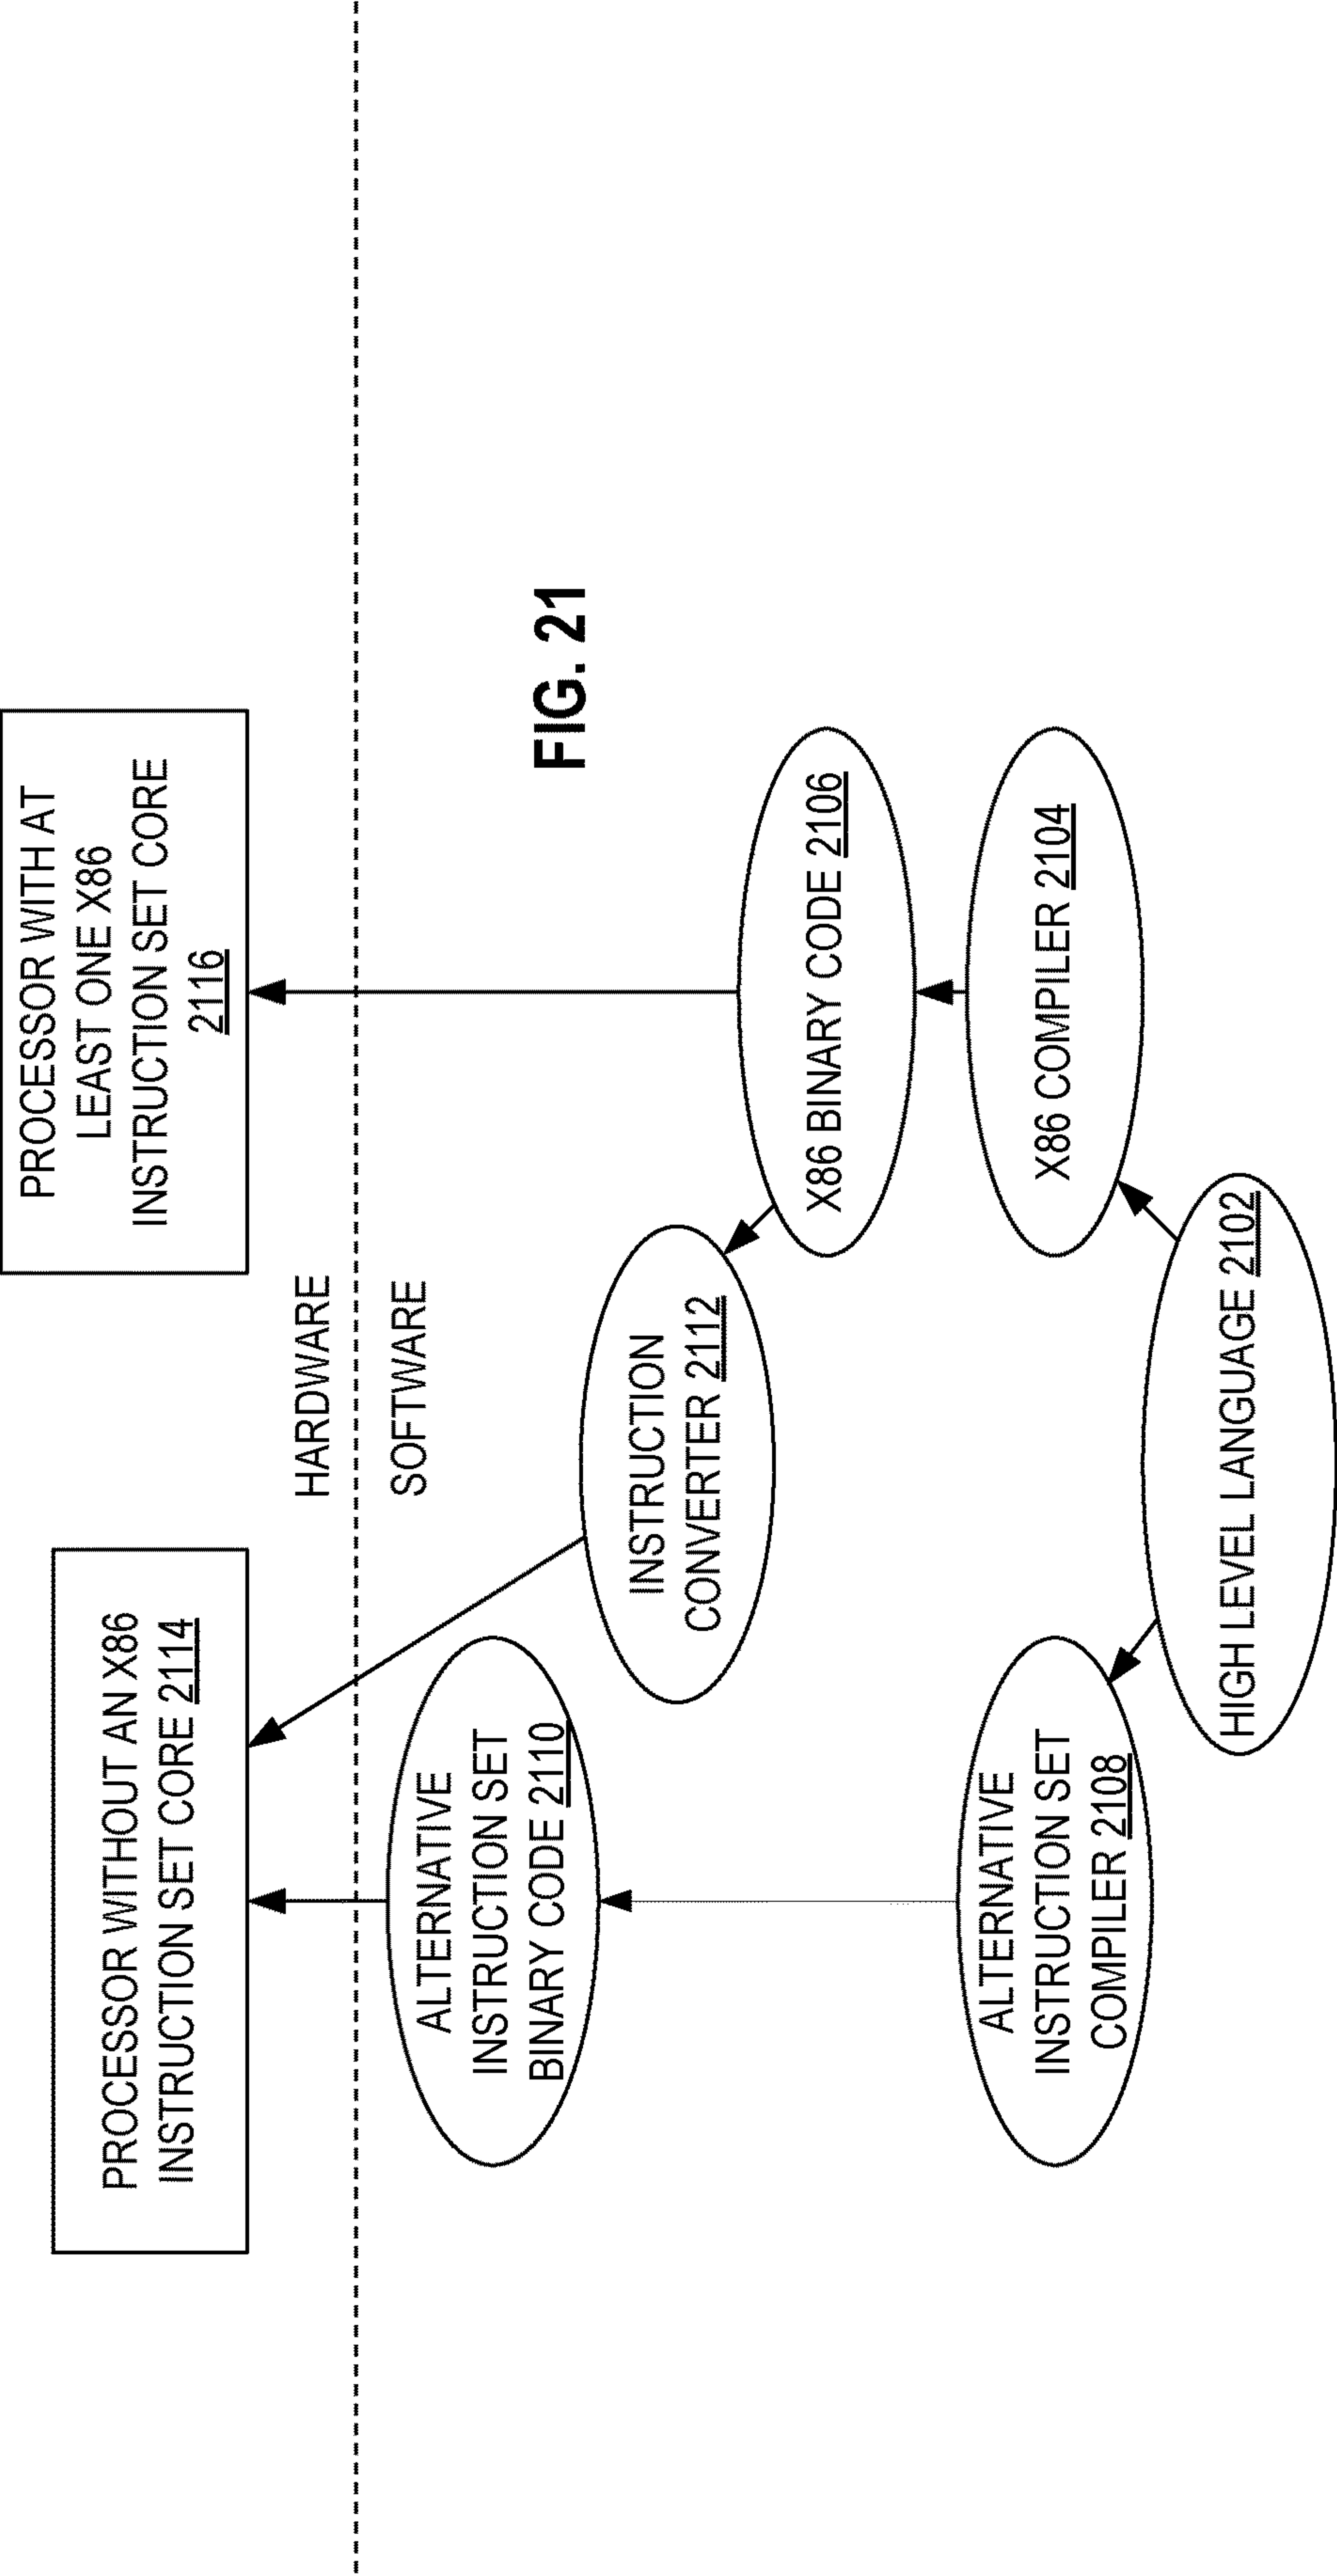 PROCESSOR WITHOUT AN X86
INSTRUCTION SET CORE 2114
PROCESSOR WITH AT
LEAST ONE X86
INSTRUCTION SET CORE
2116
HARDWARE
SOFTWARE
ALTERNATIVE
INSTRUCTION SET
BINARY CODE 2110
FIG. 21
INSTRUCTION
CONVERTER 2112
X86 BINARY CODE 2106
ALTERNATIVE
INSTRUCTION SET
COMPILER 2108
X86 COMPILER 2104
HIGH LEVEL LANGUAGE 2102